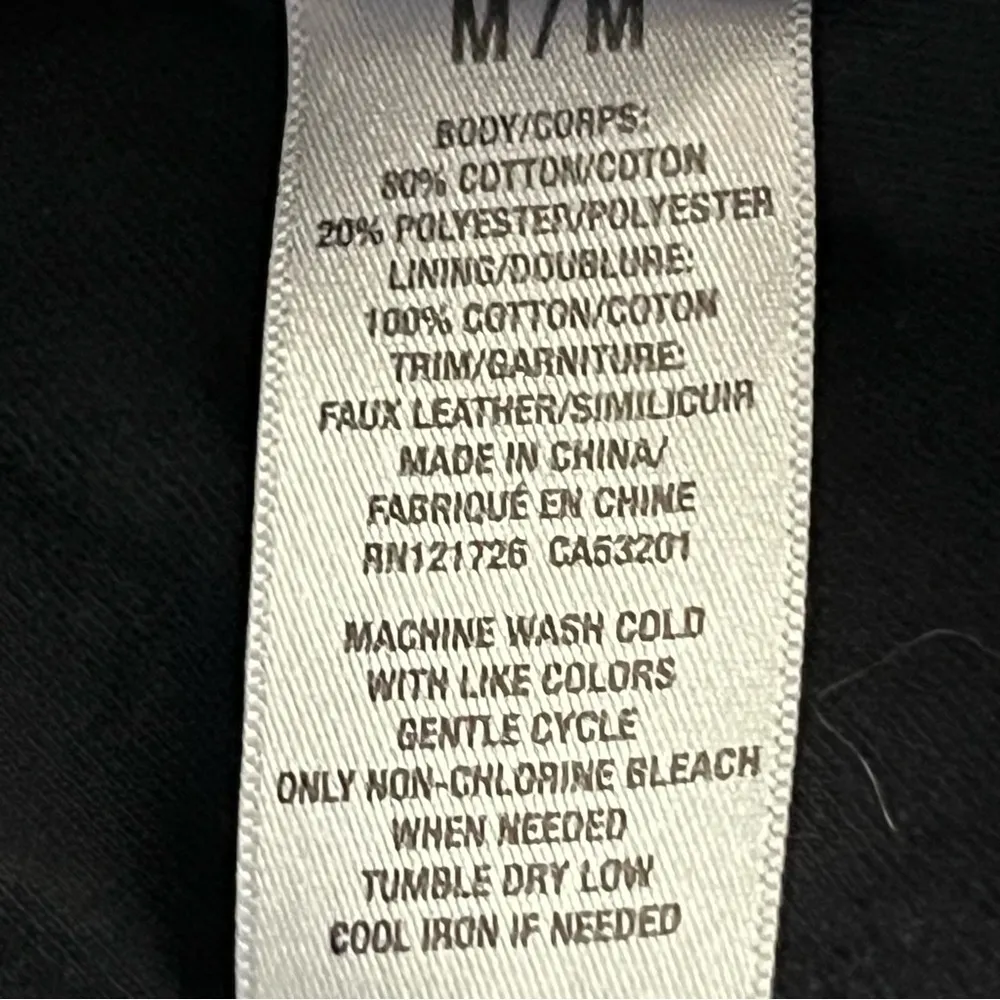 M / M
BODY/CORPS:
80% COTTON/COTON
20% POLYESTER/POLYESTER
LINING/DOUBLURE:
100% COTTON/COTON
TRIM/GARNITURE:
FAUX LEATHER/SIMILICUIR
MADE IN CHINA/
FABRIQUÉ EN CHINE
RN121726 CA53201
MACHINE WASH COLD
WITH LIKE COLORS
GENTLE CYCLE
ONLY NON-CHLORINE BLEACH
WHEN NEEDED
TUMBLE DRY LOW
COOL IRON IF NEEDED